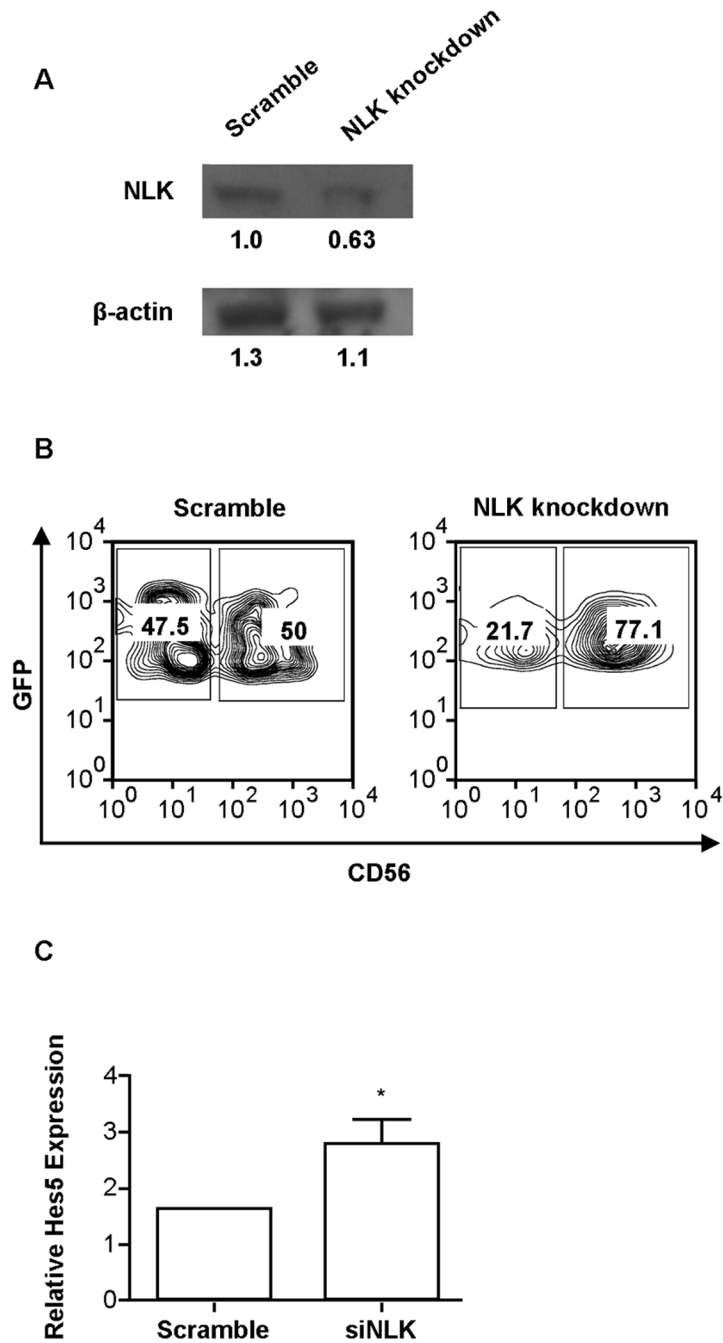 A
Scramble
NLK knockdown
NLK
1.0 0.63
β-actin
1.3 1.1
B
Scramble NLK knockdown
10^4 10^4
10^3 10^3
47.5 50 21.7 77.1
10^2 10^2
10^1 10^1
10^0 10^0
10^0 10^1 10^2 10^3 10^4 10^0 10^1 10^2 10^3 10^4
GFP
CD56
C
Relative Hes5 Expression
4
*
3
2
1
0
Scramble siNLK